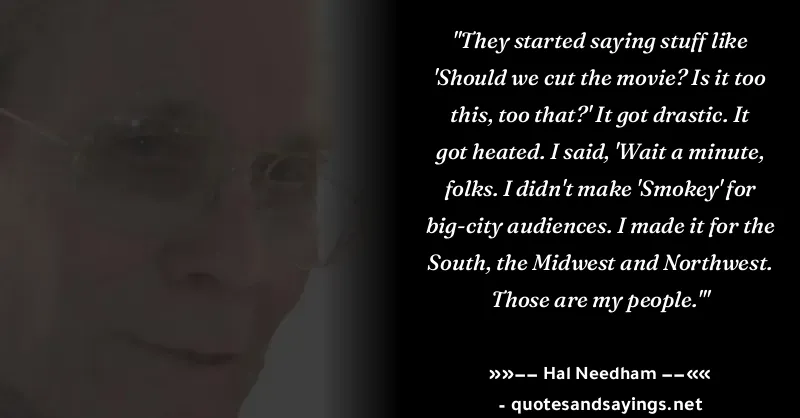 "They started saying stuff like
'Should we cut the movie? Is it too
this, too that?' It got drastic. It
got heated. I said, 'Wait a minute,
folks. I didn't make 'Smokey' for
big-city audiences. I made it for the
South, the Midwest and Northwest.
Those are my people.'"
»»–– Hal Needham ––««
- quotesandsayings.net